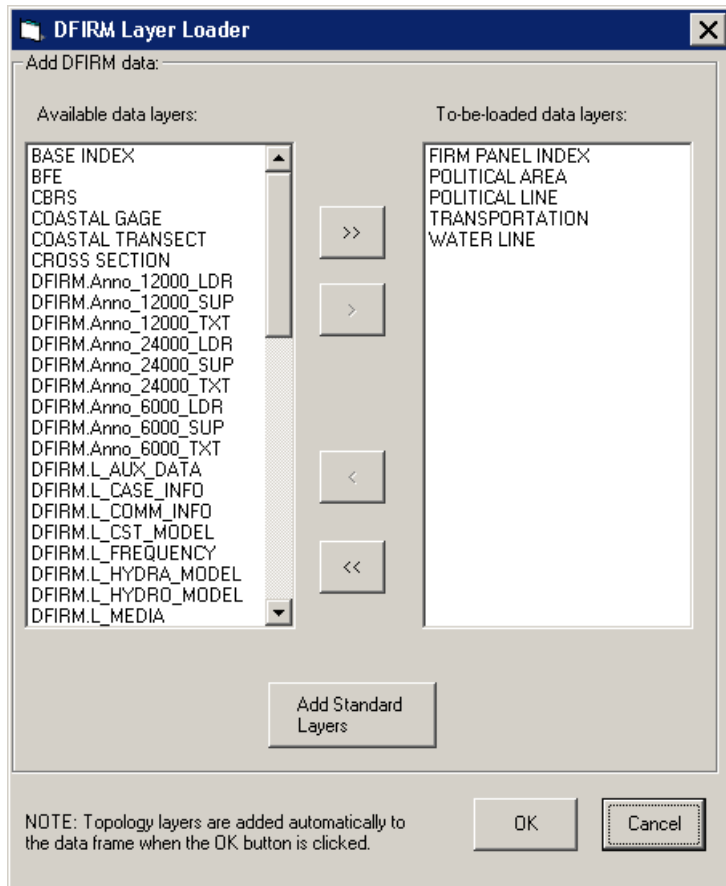 DFIRM Layer Loader
Add DFIRM data:
Available data layers:
BASE INDEX
BFE
CBRS
COASTAL GAGE
COASTAL TRANSECT
CROSS SECTION
DFIRM.Anno_12000_LDR
DFIRM.Anno_12000_SUP
DFIRM.Anno_12000_TXT
DFIRM.Anno_24000_LDR
DFIRM.Anno_24000_SUP
DFIRM.Anno_24000_TXT
DFIRM.Anno_6000_LDR
DFIRM.Anno_6000_SUP
DFIRM.Anno_6000_TXT
DFIRM.L_AUX_DATA
DFIRM.L_CASE_INFO
DFIRM.L_COMM_INFO
DFIRM.L_CST_MODEL
DFIRM.L_FREQUENCY
DFIRM.L_HYDRA_MODEL
DFIRM.L_HYDRO_MODEL
DFIRM.L_MEDIA
>>
>
<
<<
To-be-loaded data layers:
FIRM PANEL INDEX
POLITICAL AREA
POLITICAL LINE
TRANSPORTATION
WATER LINE
Add Standard
Layers
NOTE: Topology layers are added automatically to
the data frame when the OK button is clicked.
OK
Cancel